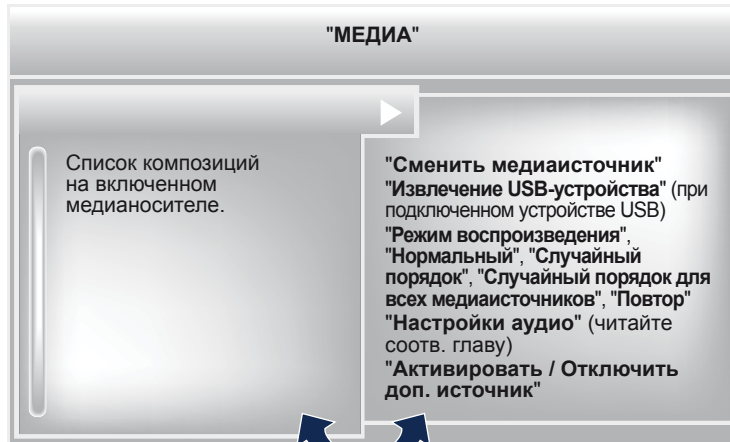 "МЕДИА"
Список композиций
на включенном
медианосителе.
"Сменить медиаисточник"
"Извлечение USB-устройства" (при
подключенном устройстве USB)
"Режим воспроизведения",
"Нормальный", "Случайный
порядок", "Случайный порядок для
всех медиаисточников", "Повтор"
"Настройки аудио" (читайте
соотв. главу)
"Активировать / Отключить
доп. источник"